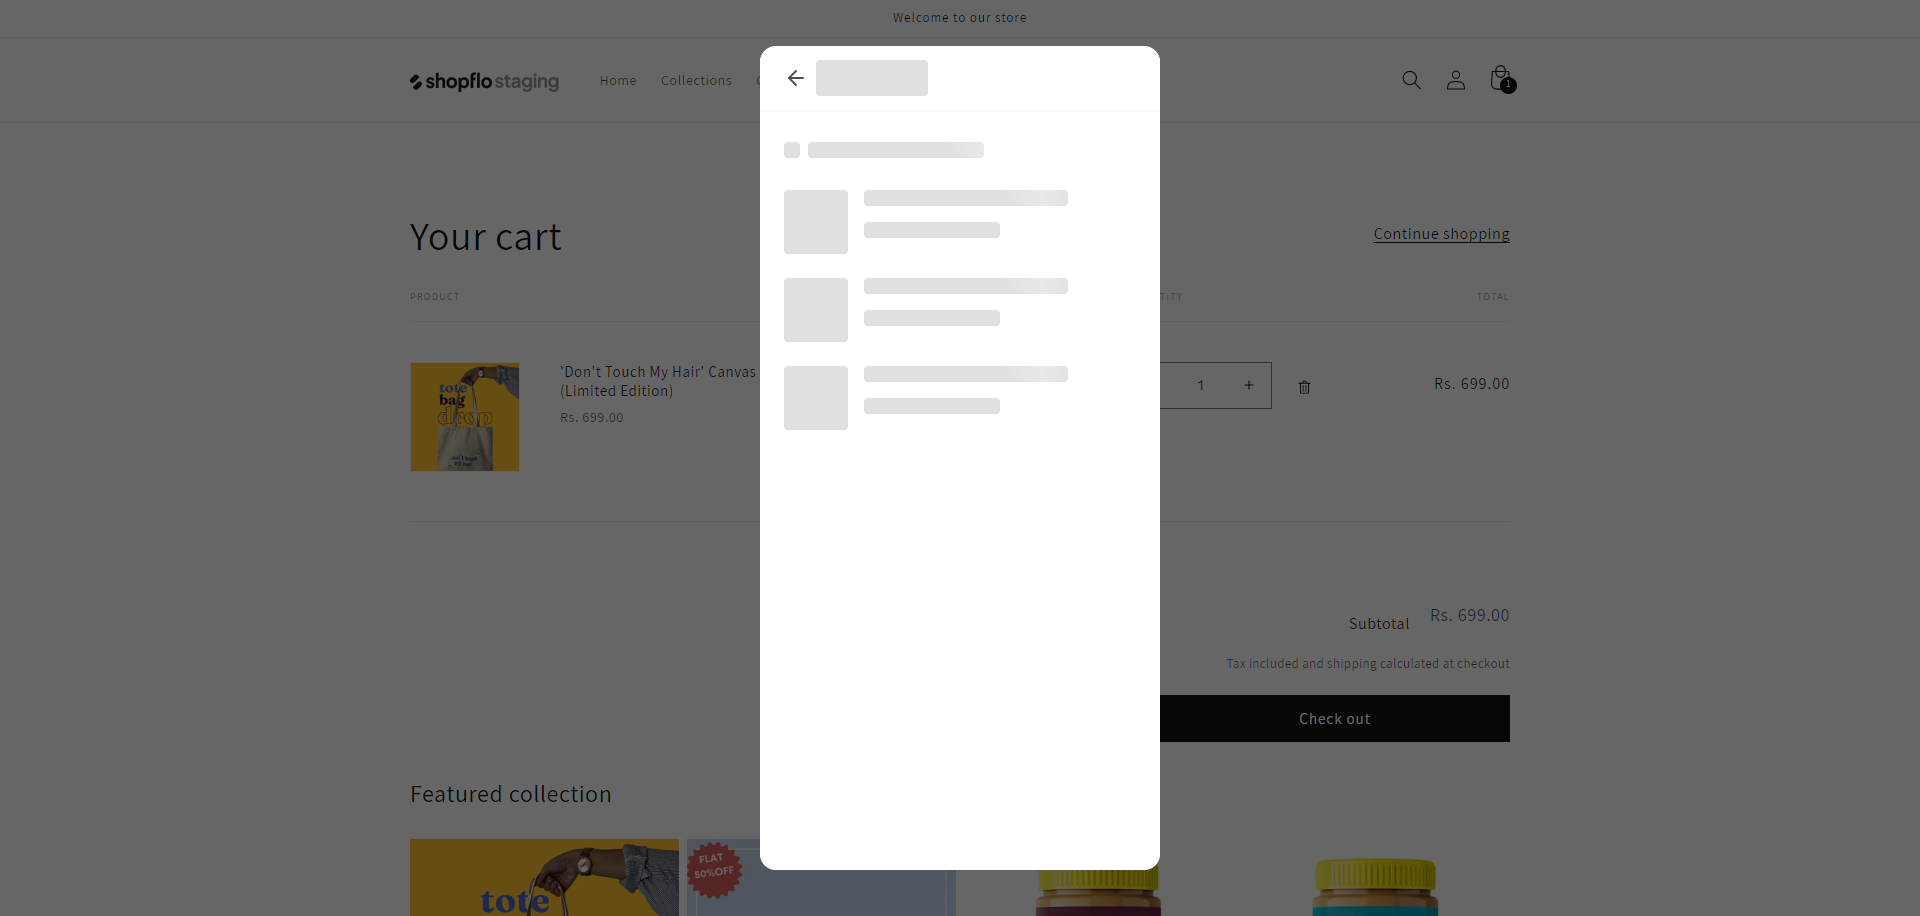 Welcome to our store
shopflo staging
Home
Collections
1
Your cart
Continue shopping
PRODUCT
TOTAL
tote
bag
drop
'Don't Touch My Hair' Canvas
(Limited Edition)
Rs. 699.00
1
+
Rs. 699.00
Subtotal
Rs. 699.00
Tax included and shipping calculated at checkout
Check out
Featured collection
tote
FLAT
50%OFF